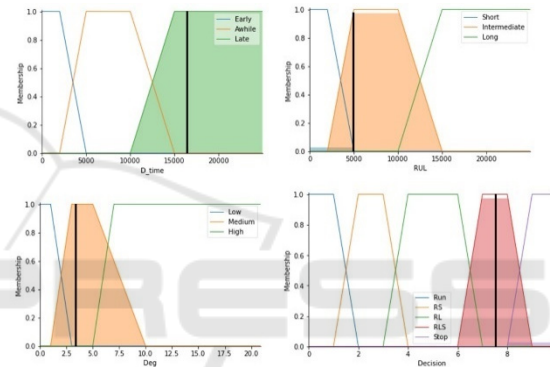 1.0
0.8
0.6
0.4
0.2
0.0
Membership
Early
Awhile
Late
0 5000 10000 15000 20000
D_time
1.0
0.8
0.6
0.4
0.2
0.0
Membership
Short
Intermediate
Long
0 5000 10000 15000 20000
RUL
1.0
0.8
0.6
0.4
0.2
0.0
Membership
Low
Medium
High
0.0 2.5 5.0 7.5 10.0 12.5 15.0 17.5 20.0
Deg
1.0
0.8
0.6
0.4
0.2
0.0
Membership
Run
RS
RL
RLS
Stop
0 2 4 6 8
Decision
PRESS